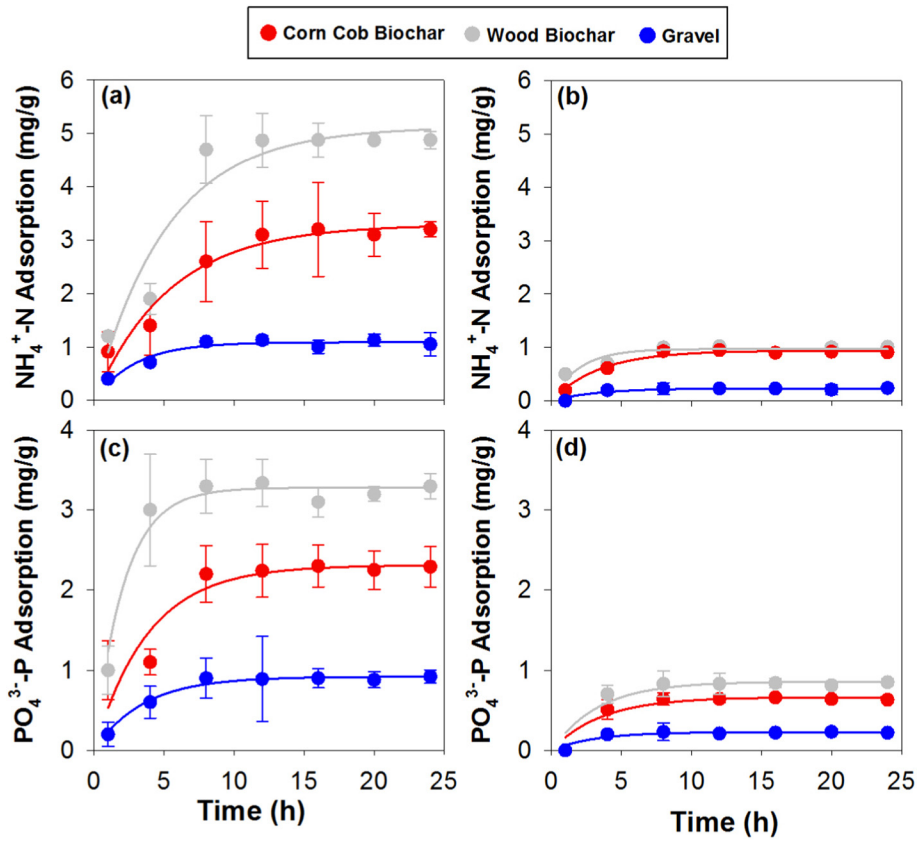 Corn Cob Biochar Wood Biochar Gravel
(a)
NH₄⁺-N Adsorption (mg/g)
6
5
4
3
2
1
0
(b)
NH₄⁺-N Adsorption (mg/g)
6
5
4
3
2
1
0
(c)
PO₄³⁻-P Adsorption (mg/g)
4
3
2
1
0
0 5 10 15 20 25
Time (h)
(d)
PO₄³⁻-P Adsorption (mg/g)
4
3
2
1
0
0 5 10 15 20 25
Time (h)